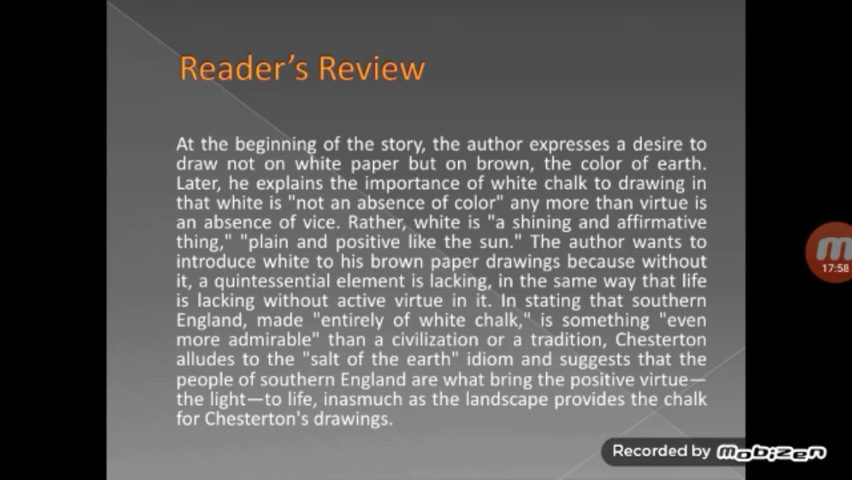 Reader's Review
At the beginning of the story, the author expresses a desire to
draw not on white paper but on brown, the color of earth.
Later, he explains the importance of white chalk to drawing in
that white is "not an absence of color" any more than virtue is
an absence of vice. Rather, white is "a shining and affirmative
thing," "plain and positive like the sun." The author wants to
introduce white to his brown paper drawings because without
it, a quintessential element is lacking, in the same way that life
is lacking without active virtue in it. In stating that southern
England, made "entirely of white chalk," is something "even
more admirable" than a civilization or a tradition, Chesterton
alludes to the "salt of the earth" idiom and suggests that the
people of southern England are what bring the positive virtue—
the light—to life, inasmuch as the landscape provides the chalk
for Chesterton's drawings.
17:58
Recorded by mobizen